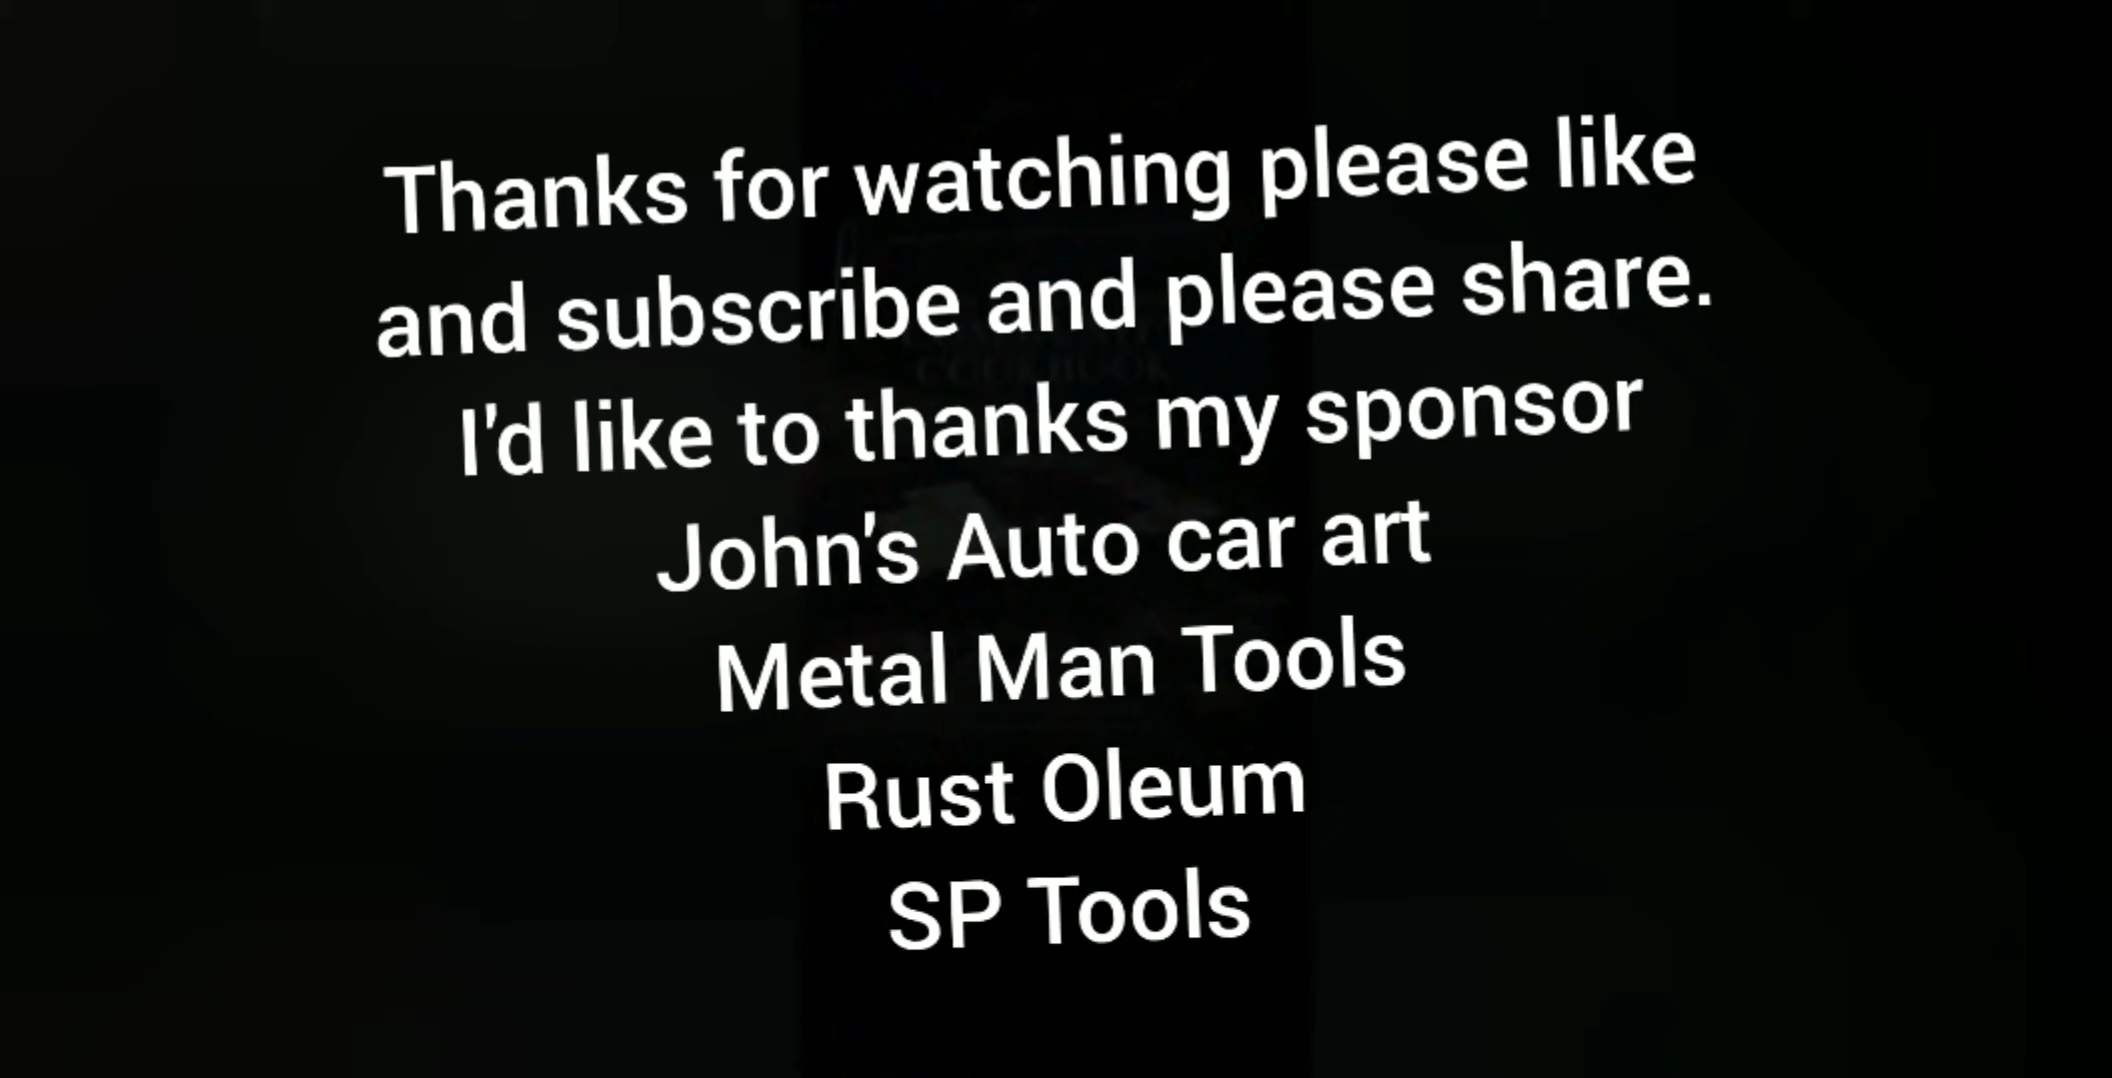 Thanks for watching please like
and subscribe and please share.
I'd like to thanks my sponsor
John's Auto car art
Metal Man Tools
Rust Oleum
SP Tools